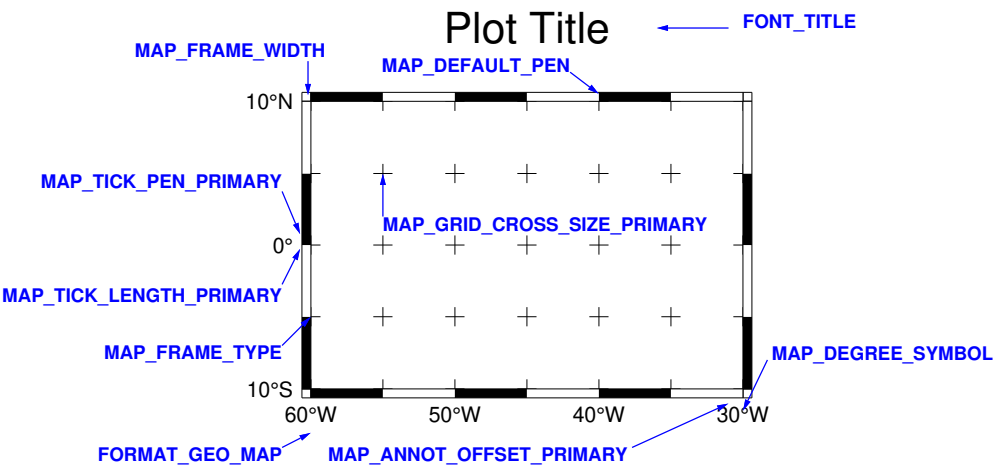 Plot Title
FONT_TITLE
MAP_FRAME_WIDTH
MAP_DEFAULT_PEN
10°N
MAP_TICK_PEN_PRIMARY
MAP_GRID_CROSS_SIZE_PRIMARY
0°
MAP_TICK_LENGTH_PRIMARY
MAP_FRAME_TYPE
MAP_DEGREE_SYMBOL
10°S
60°W 50°W 40°W 30°W
FORMAT_GEO_MAP
MAP_ANNOT_OFFSET_PRIMARY